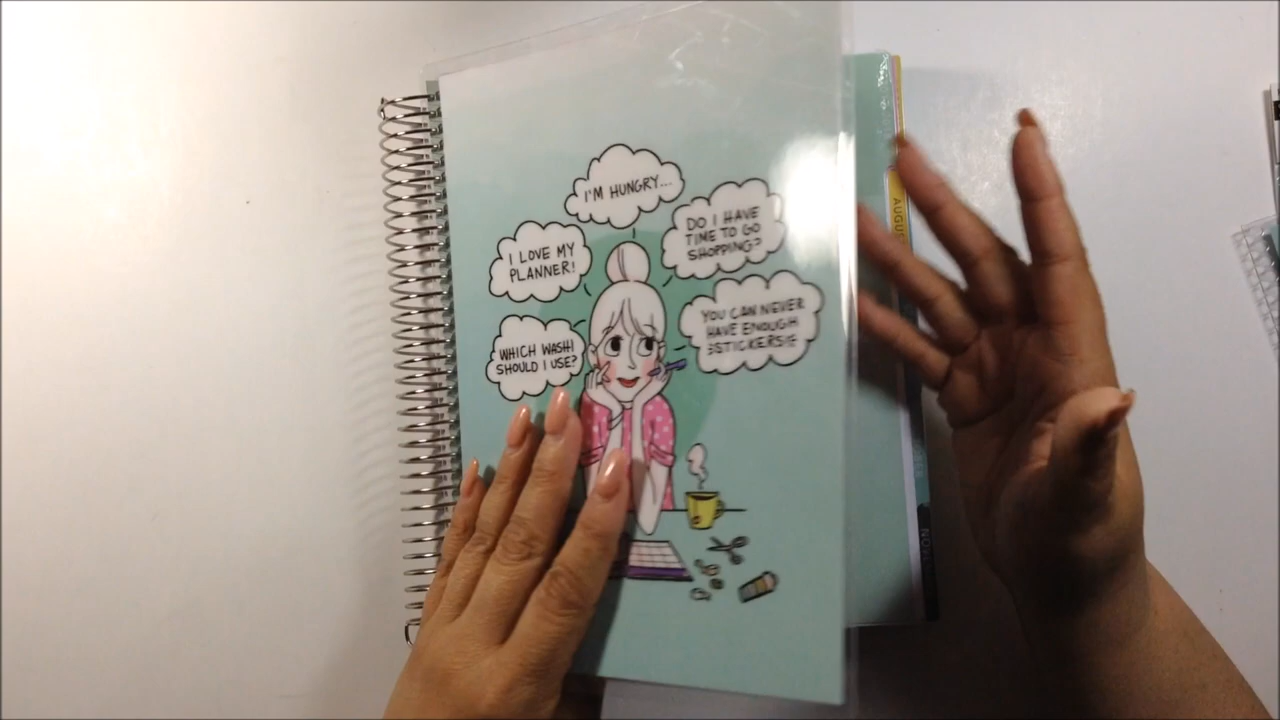 I'M HUNGRY...
DO I HAVE
TIME TO GO
SHOPPING?
I LOVE MY
PLANNER!
YOU CAN NEVER
HAVE ENOUGH
STICKERS
WHICH WASHI
SHOULD I USE?
AUGUS